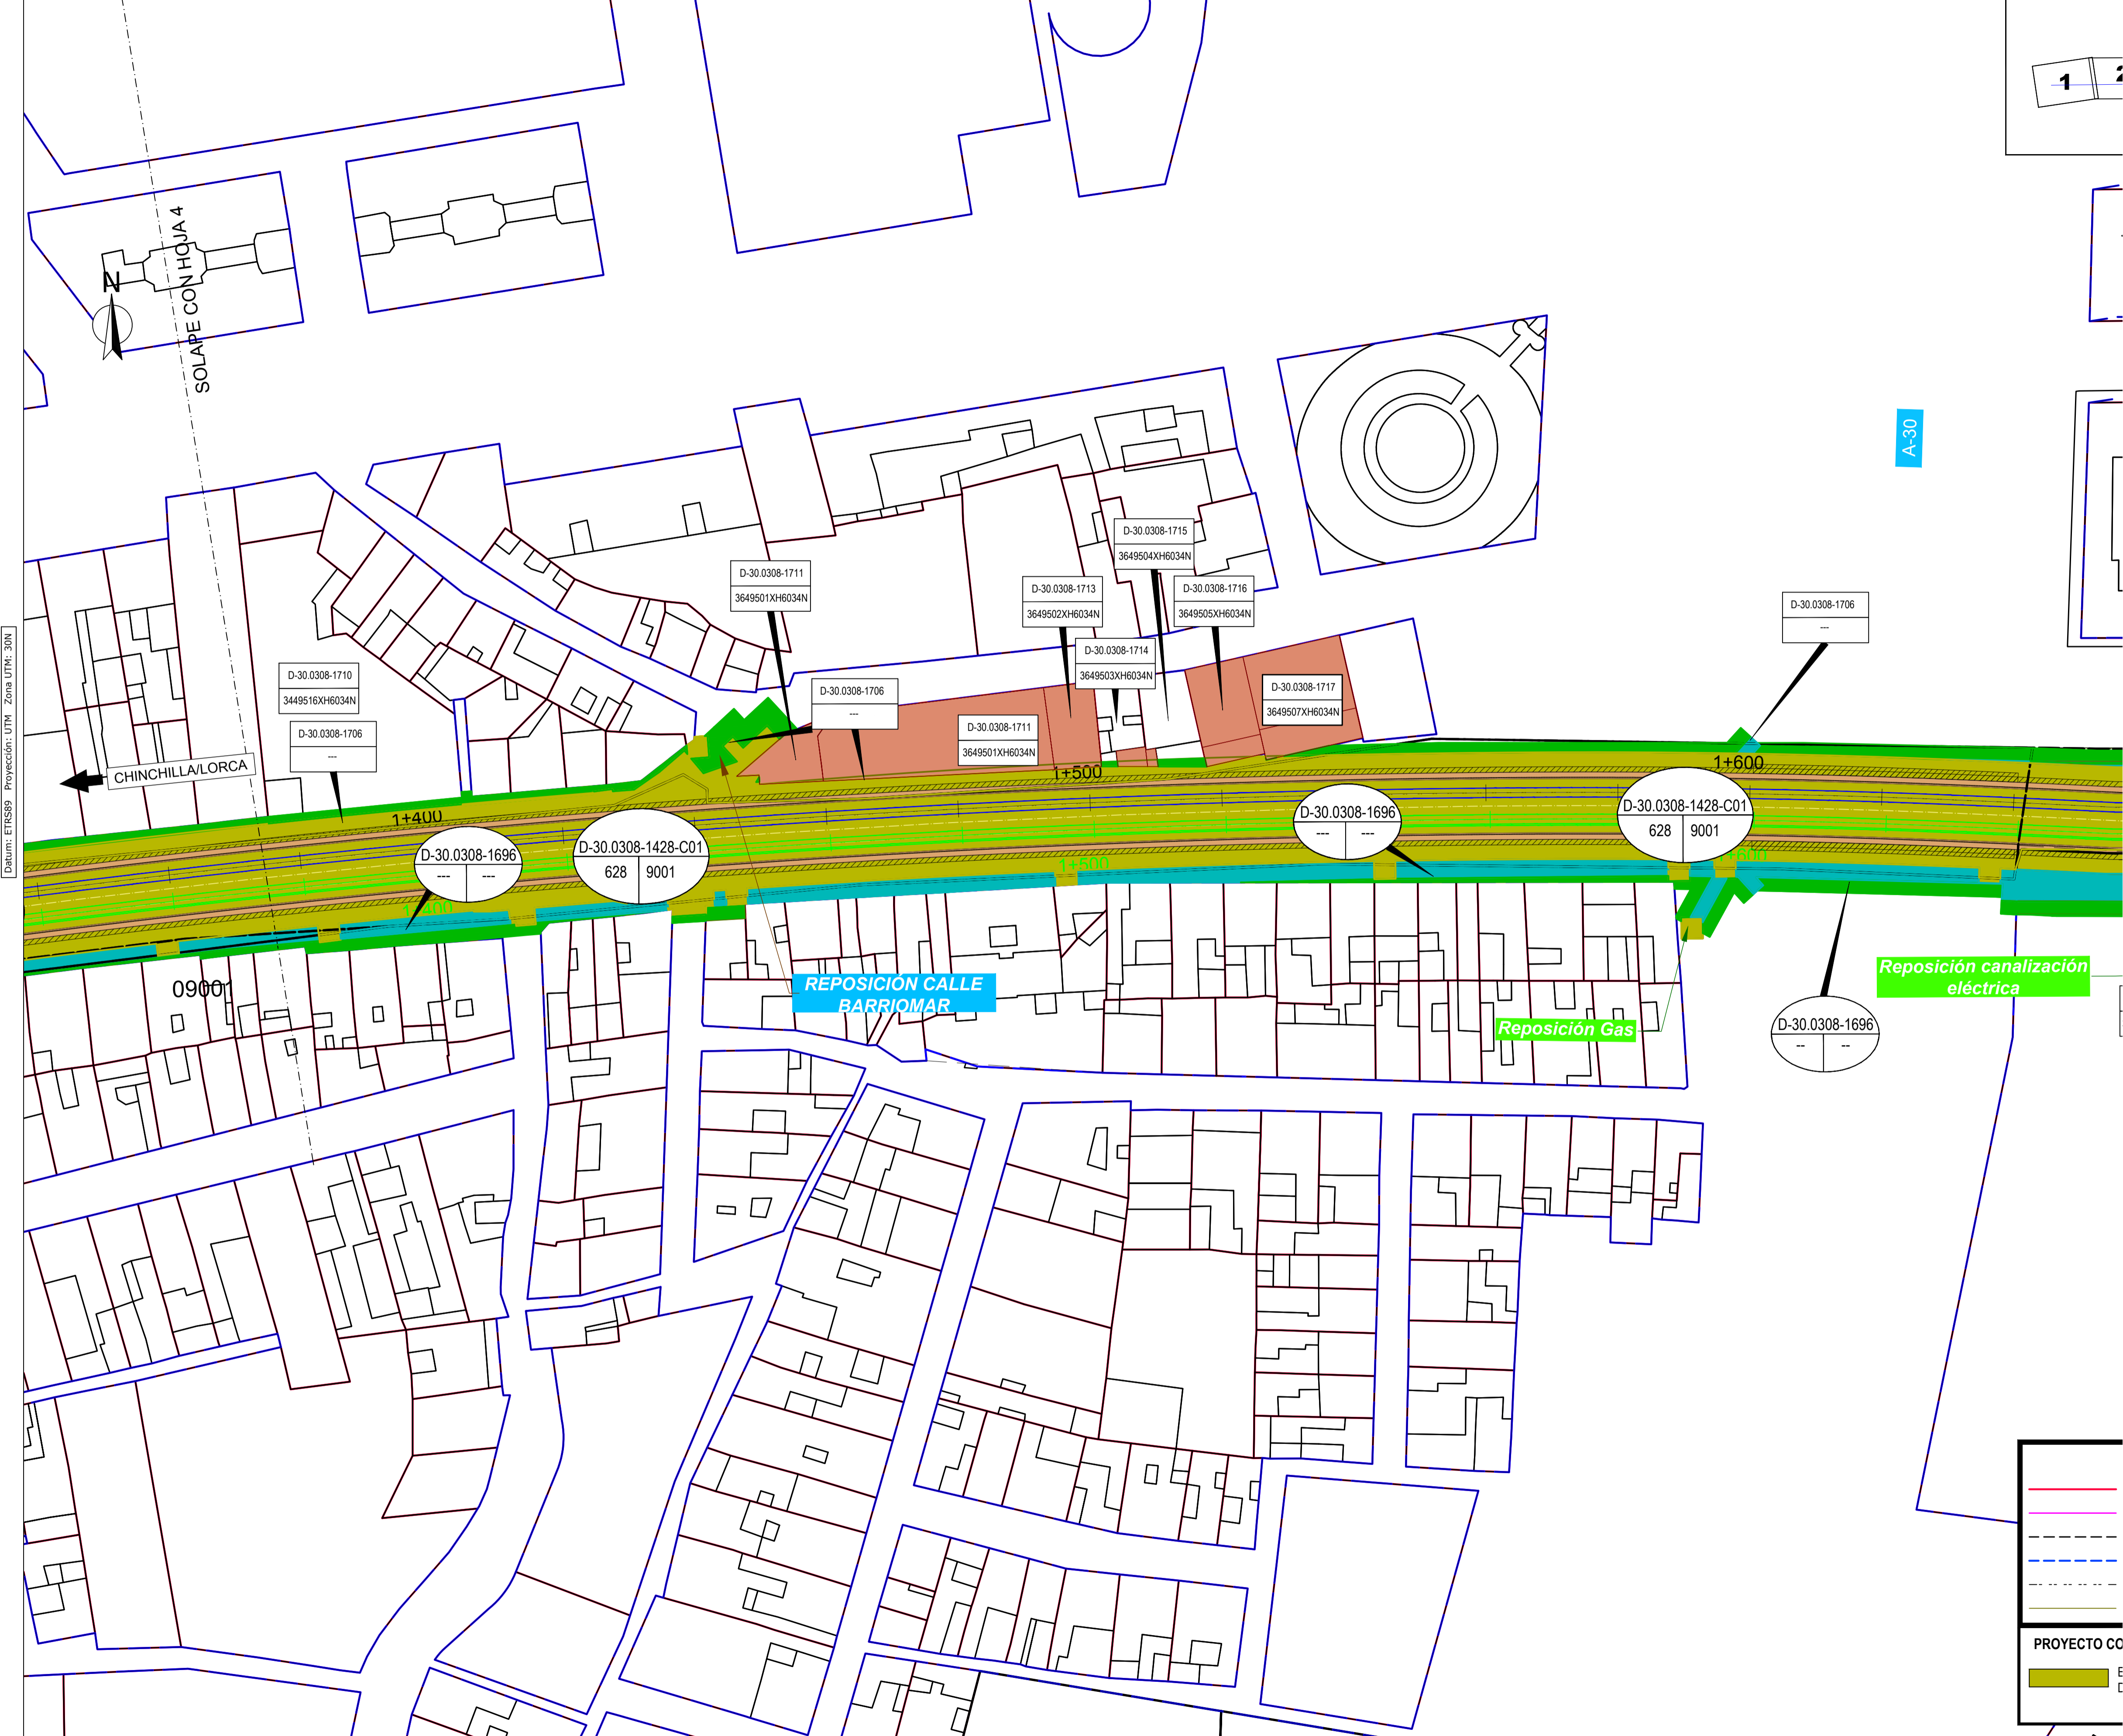 1
2
N
SOLAPE CON HOJA 4
A-30
Datum: ETRS89 Proyección: UTM Zona UTM: 30N
D-30.0308-1715
3649504XH6034N
D-30.0308-1711
3649501XH6034N
D-30.0308-1713
3649502XH6034N
D-30.0308-1716
3649505XH6034N
D-30.0308-1706
---
D-30.0308-1714
3649503XH6034N
D-30.0308-1710
3449516XH6034N
D-30.0308-1706
---
D-30.0308-1717
3649507XH6034N
D-30.0308-1711
3649501XH6034N
D-30.0308-1706
---
CHINCHILLA/LORCA
1+400
1+500
1+600
D-30.0308-1696
--- ---
D-30.0308-1428-C01
628 9001
D-30.0308-1696
--- ---
D-30.0308-1428-C01
628 9001
1+500
09001
REPOSICIÓN CALLE
BARRIOMAR
Reposición canalización
eléctrica
Reposición Gas
D-30.0308-1696
-- --
PROYECTO CO